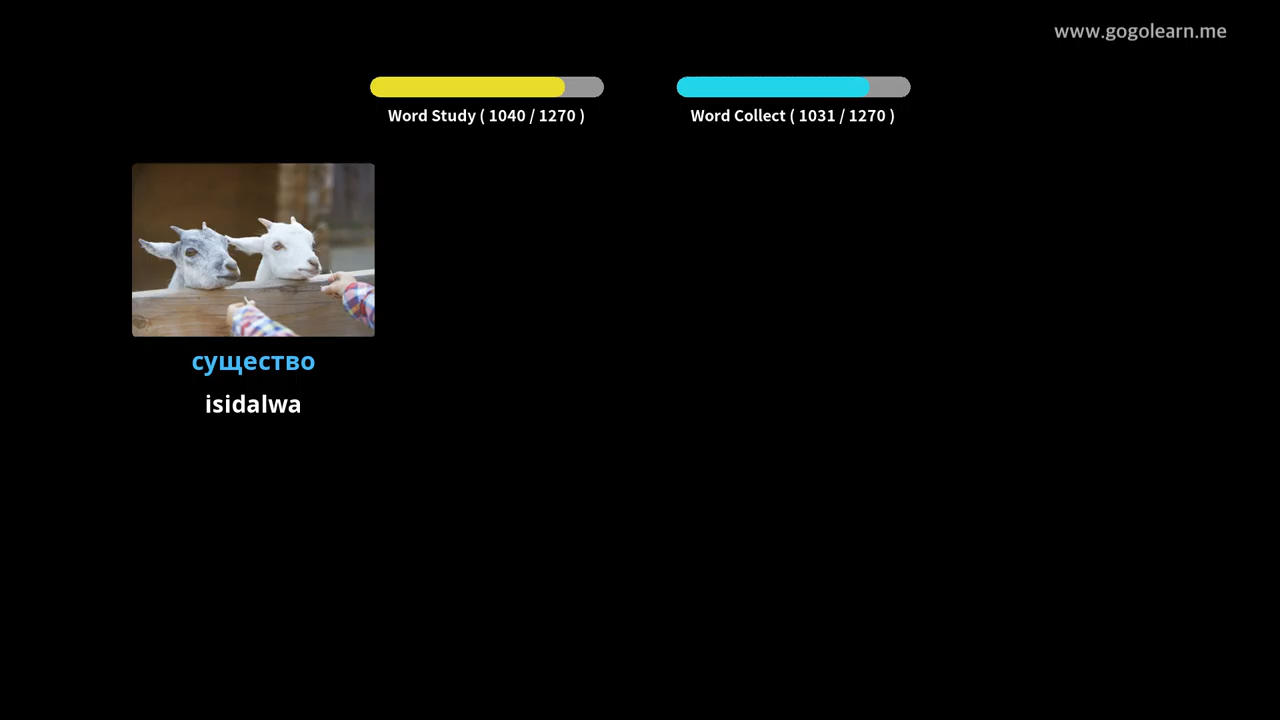 www.gogolearn.me
Word Study ( 1040 / 1270 )
Word Collect ( 1031 / 1270 )
существо
isidalwa